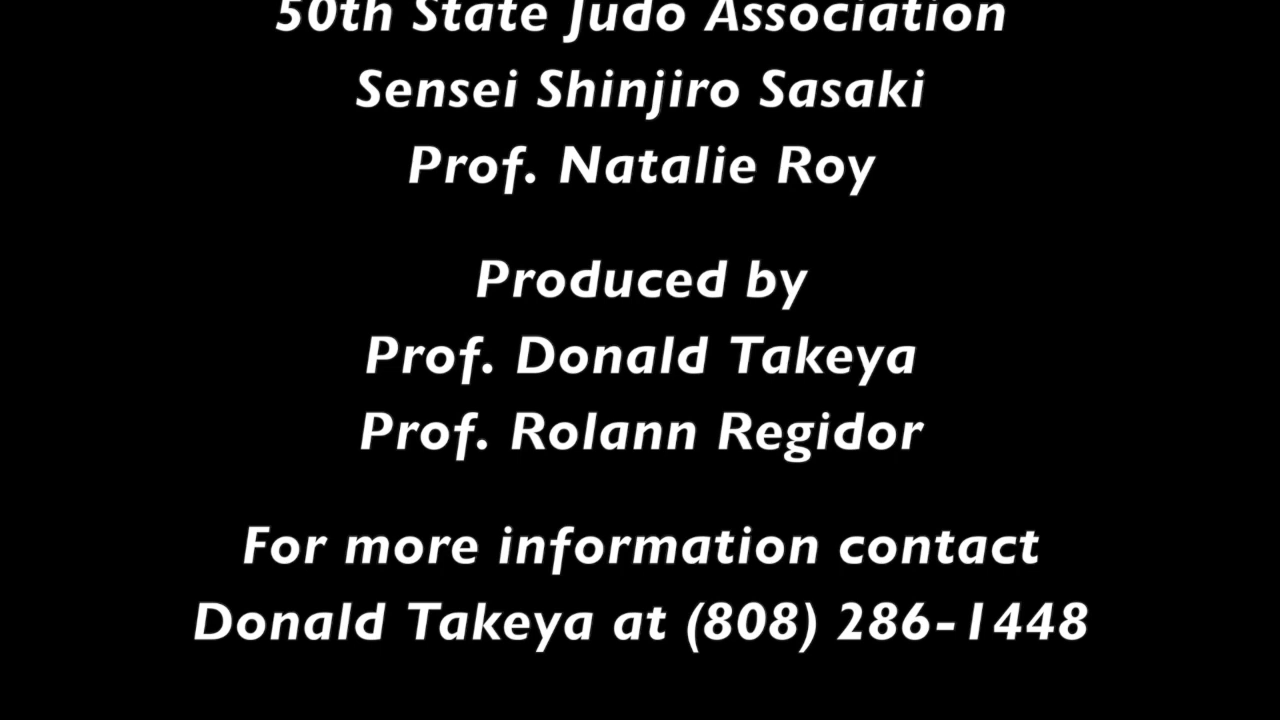 50th State Judo Association
Sensei Shinjiro Sasaki
Prof. Natalie Roy
Produced by
Prof. Donald Takeya
Prof. Rolann Regidor
For more information contact
Donald Takeya at (808) 286-1448